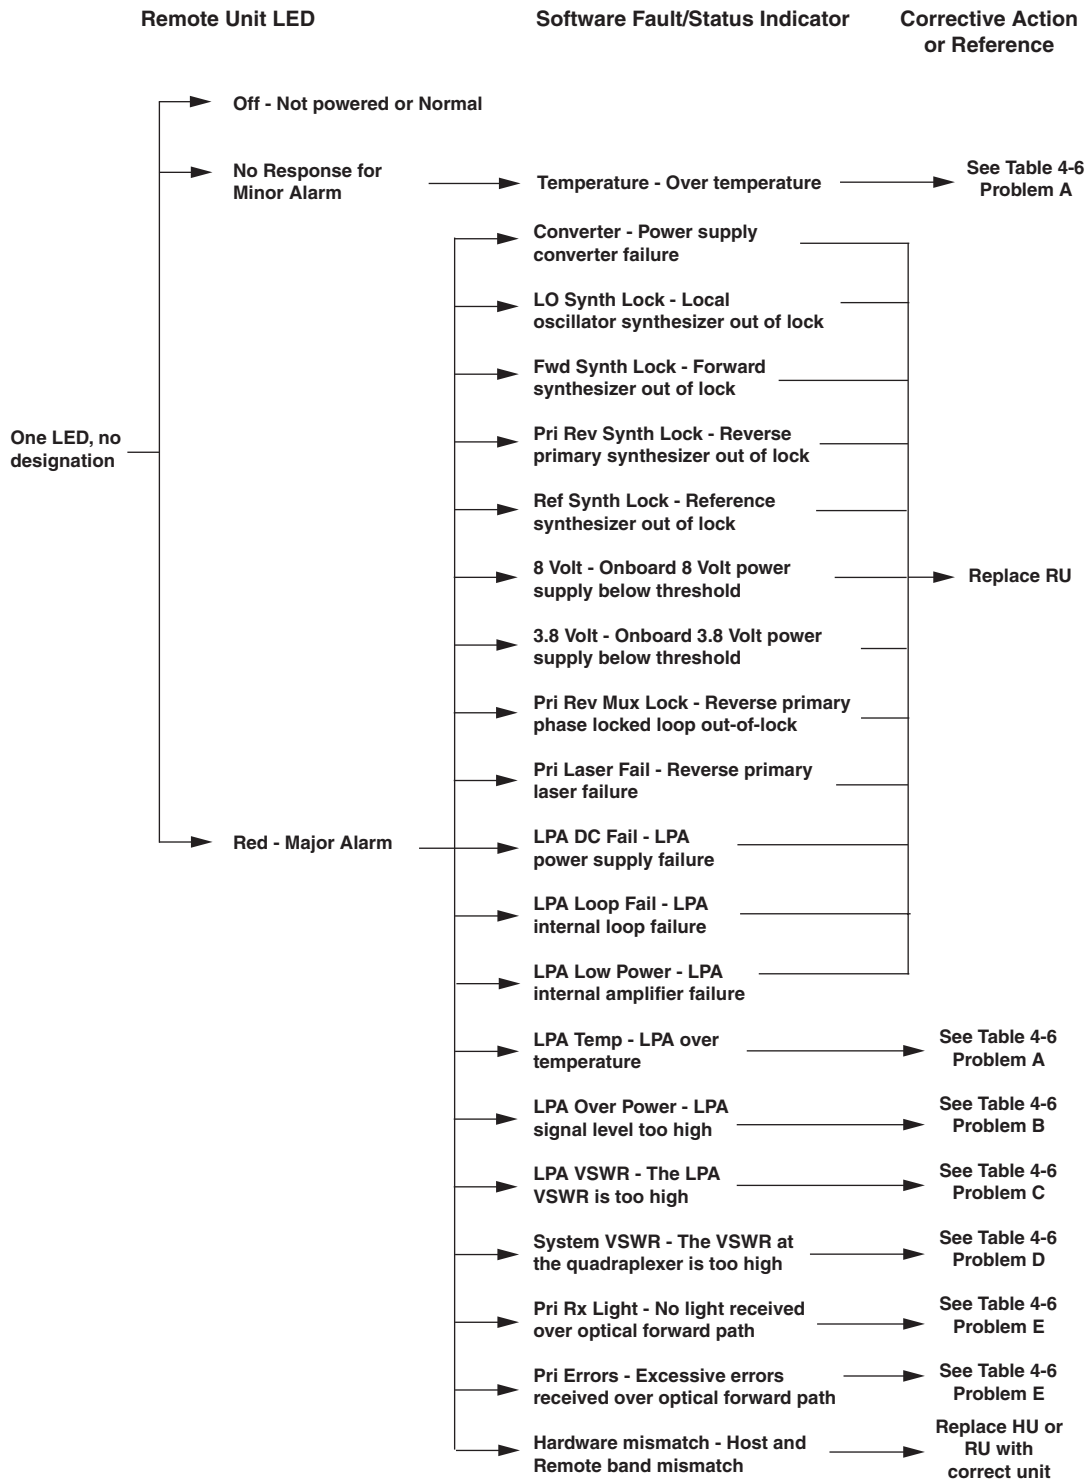 Remote Unit LED
Software Fault/Status Indicator
Corrective Action
or Reference
Off - Not powered or Normal
No Response for
Minor Alarm
Temperature - Over temperature
See Table 4-6
Problem A
Converter - Power supply
converter failure
LO Synth Lock - Local
oscillator synthesizer out of lock
Fwd Synth Lock - Forward
synthesizer out of lock
One LED, no
designation
Pri Rev Synth Lock - Reverse
primary synthesizer out of lock
Ref Synth Lock - Reference
synthesizer out of lock
8 Volt - Onboard 8 Volt power
supply below threshold
Replace RU
3.8 Volt - Onboard 3.8 Volt power
supply below threshold
Pri Rev Mux Lock - Reverse primary
phase locked loop out-of-lock
Pri Laser Fail - Reverse primary
laser failure
Red - Major Alarm
LPA DC Fail - LPA
power supply failure
LPA Loop Fail - LPA
internal loop failure
LPA Low Power - LPA
internal amplifier failure
LPA Temp - LPA over
temperature
See Table 4-6
Problem A
LPA Over Power - LPA
signal level too high
See Table 4-6
Problem B
LPA VSWR - The LPA
VSWR is too high
See Table 4-6
Problem C
System VSWR - The VSWR at
the quadraplexer is too high
See Table 4-6
Problem D
Pri Rx Light - No light received
over optical forward path
See Table 4-6
Problem E
Pri Errors - Excessive errors
received over optical forward path
See Table 4-6
Problem E
Hardware mismatch - Host and
Remote band mismatch
Replace HU or
RU with
correct unit